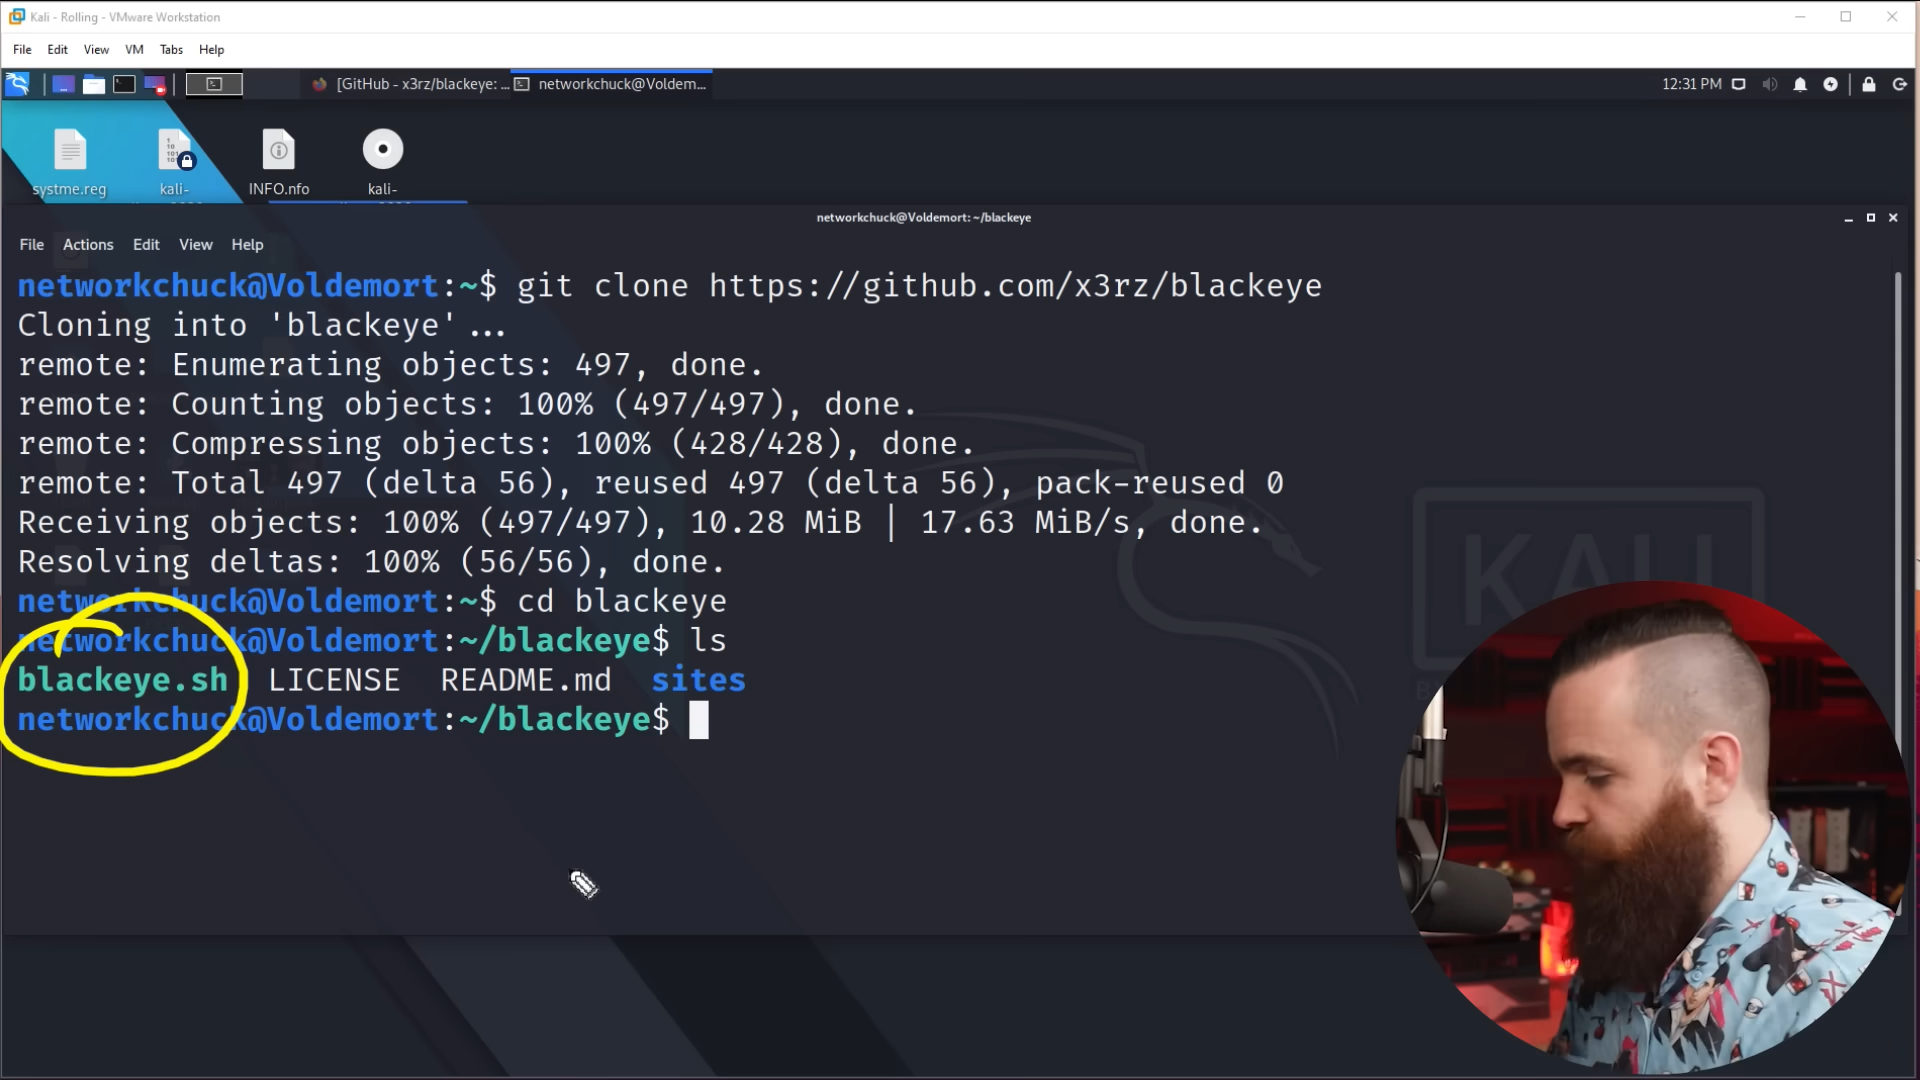 Kali - Rolling - VMware Workstation
File Edit View VM Tabs Help
[GitHub - x3rz/blackeye: ... networkchuck@Voldem... 12:31 PM
systme.reg kali- INFO.nfo kali-
networkchuck@Voldemort: ~/blackeye
File Actions Edit View Help
networkchuck@Voldemort:~$ git clone https://github.com/x3rz/blackeye
Cloning into 'blackeye'...
remote: Enumerating objects: 497, done.
remote: Counting objects: 100% (497/497), done.
remote: Compressing objects: 100% (428/428), done.
remote: Total 497 (delta 56), reused 497 (delta 56), pack-reused 0
Receiving objects: 100% (497/497), 10.28 MiB | 17.63 MiB/s, done.
Resolving deltas: 100% (56/56), done.
networkchuck@Voldemort:~$ cd blackeye
networkchuck@Voldemort:~/blackeye$ ls
blackeye.sh LICENSE README.md sites
networkchuck@Voldemort:~/blackeye$
KALI